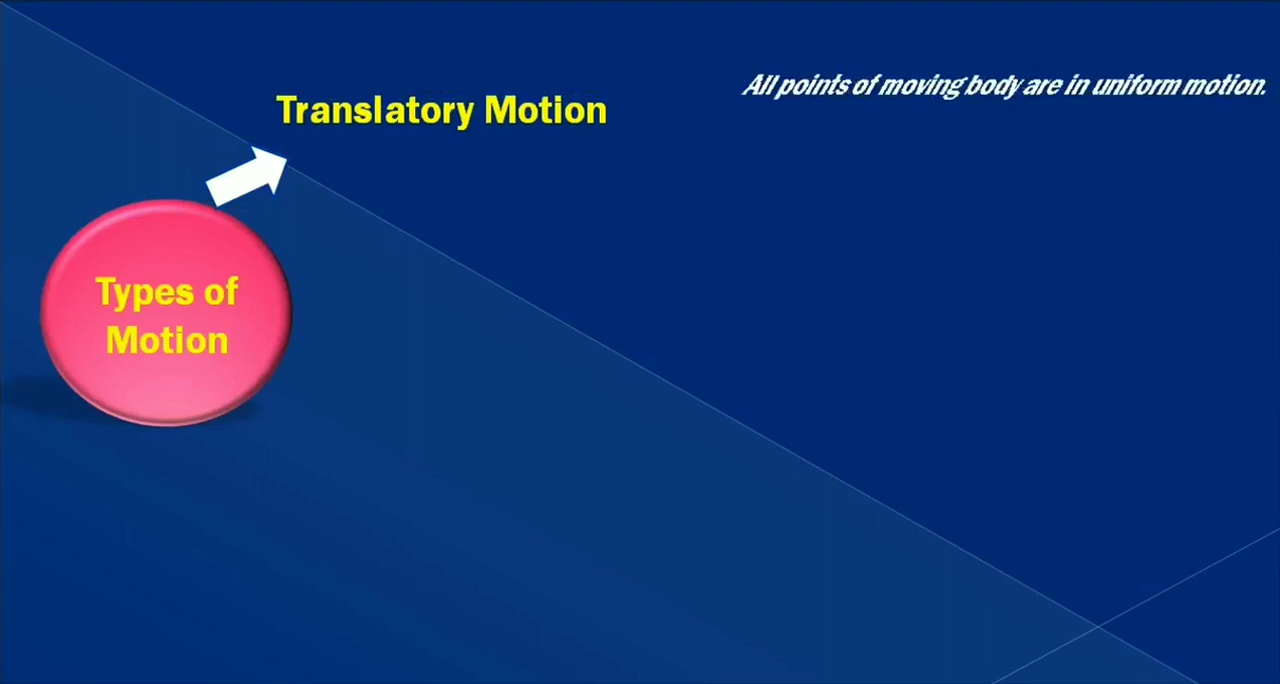 All points of moving body are in uniform motion.
Translatory Motion
Types of
Motion